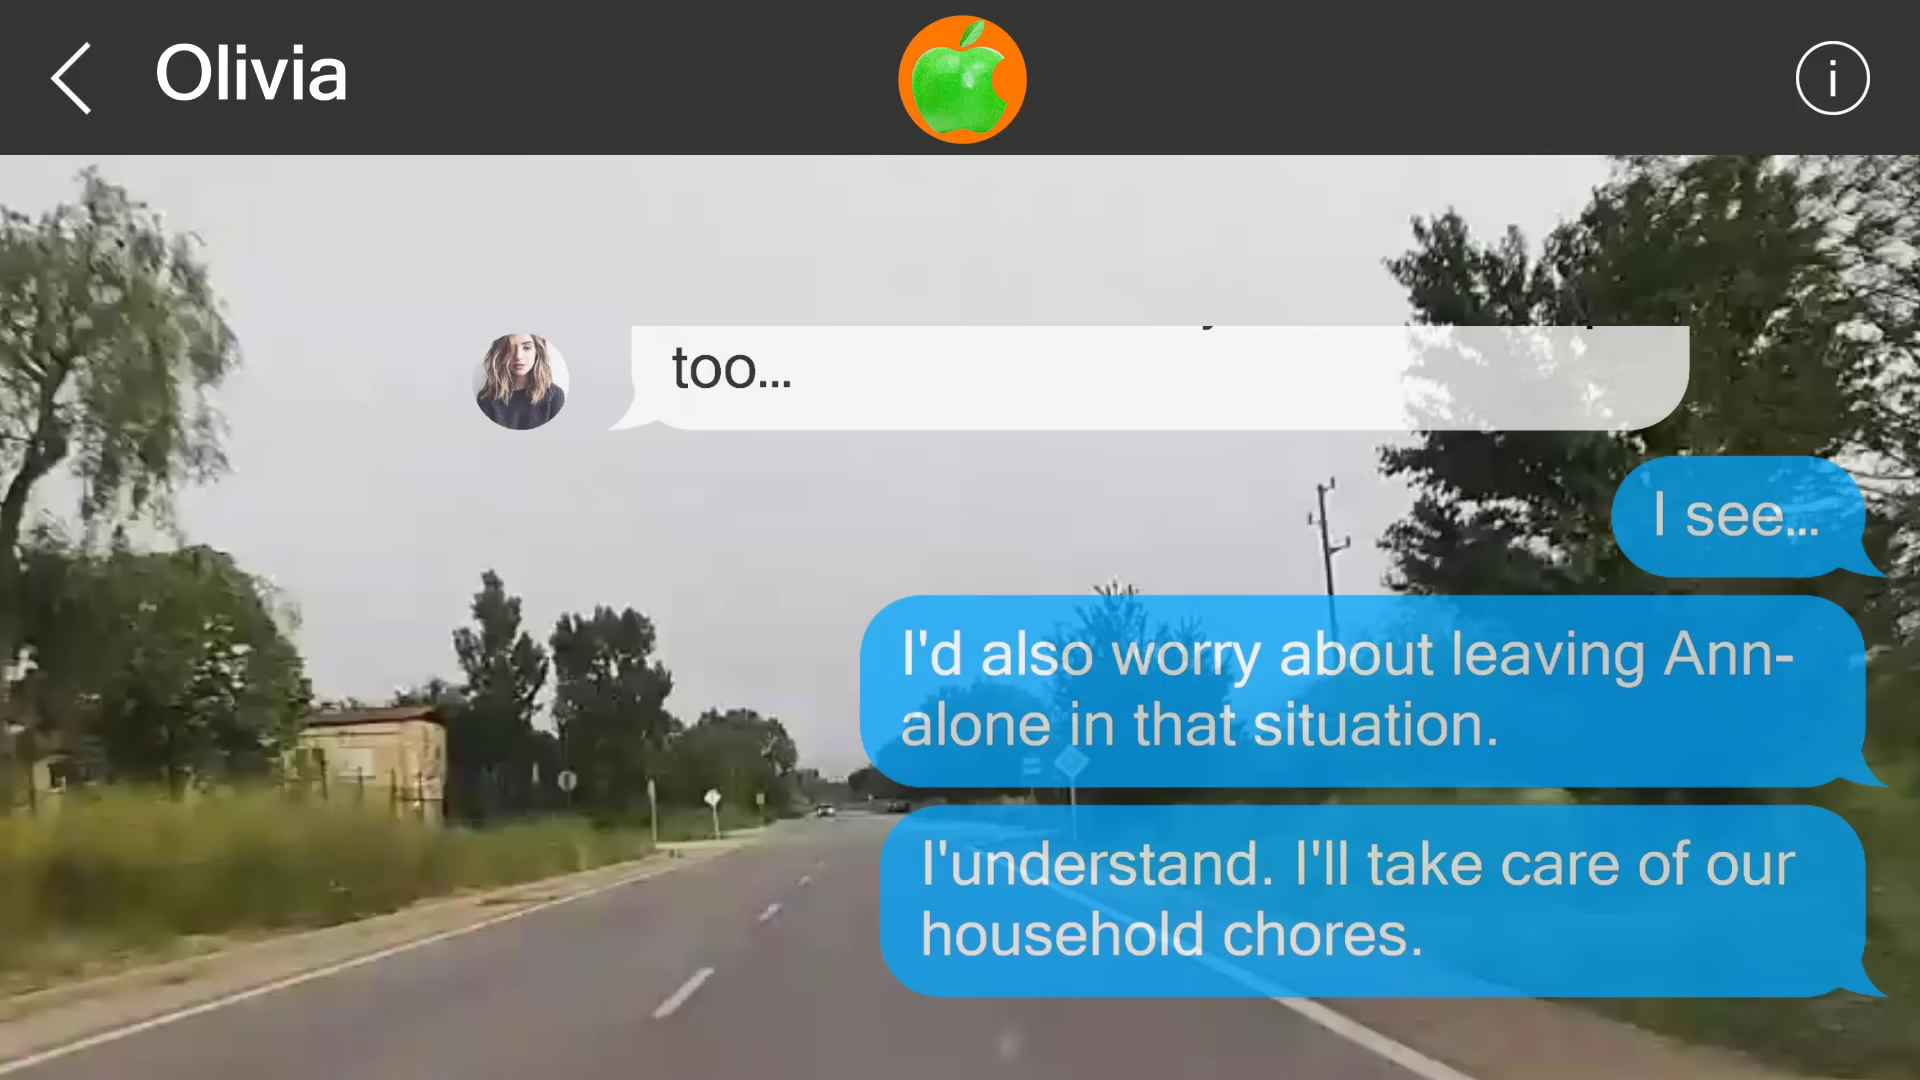 Olivia
i
too...
I see...
I'd also worry about leaving Ann-
alone in that situation.
I'understand. I'll take care of our
household chores.